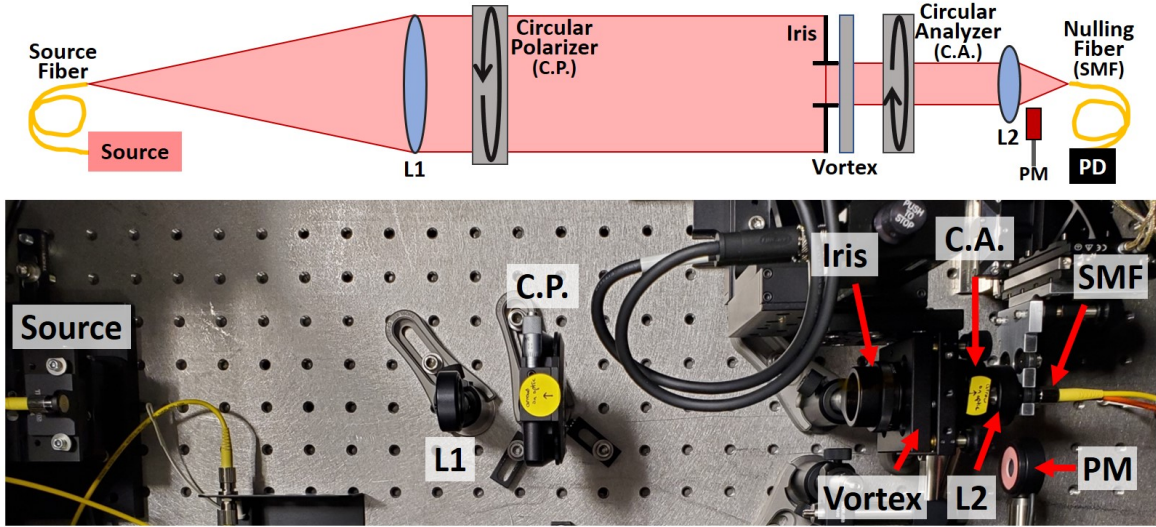 Source
Fiber
Source
L1
Circular
Polarizer
(C.P.)
Iris
Vortex
Circular
Analyzer
(C.A.)
L2
PM
Nulling
Fiber
(SMF)
PD
Source
L1
C.P.
Iris
C.A.
SMF
Vortex
L2
PM
PUSH
TO
STOP